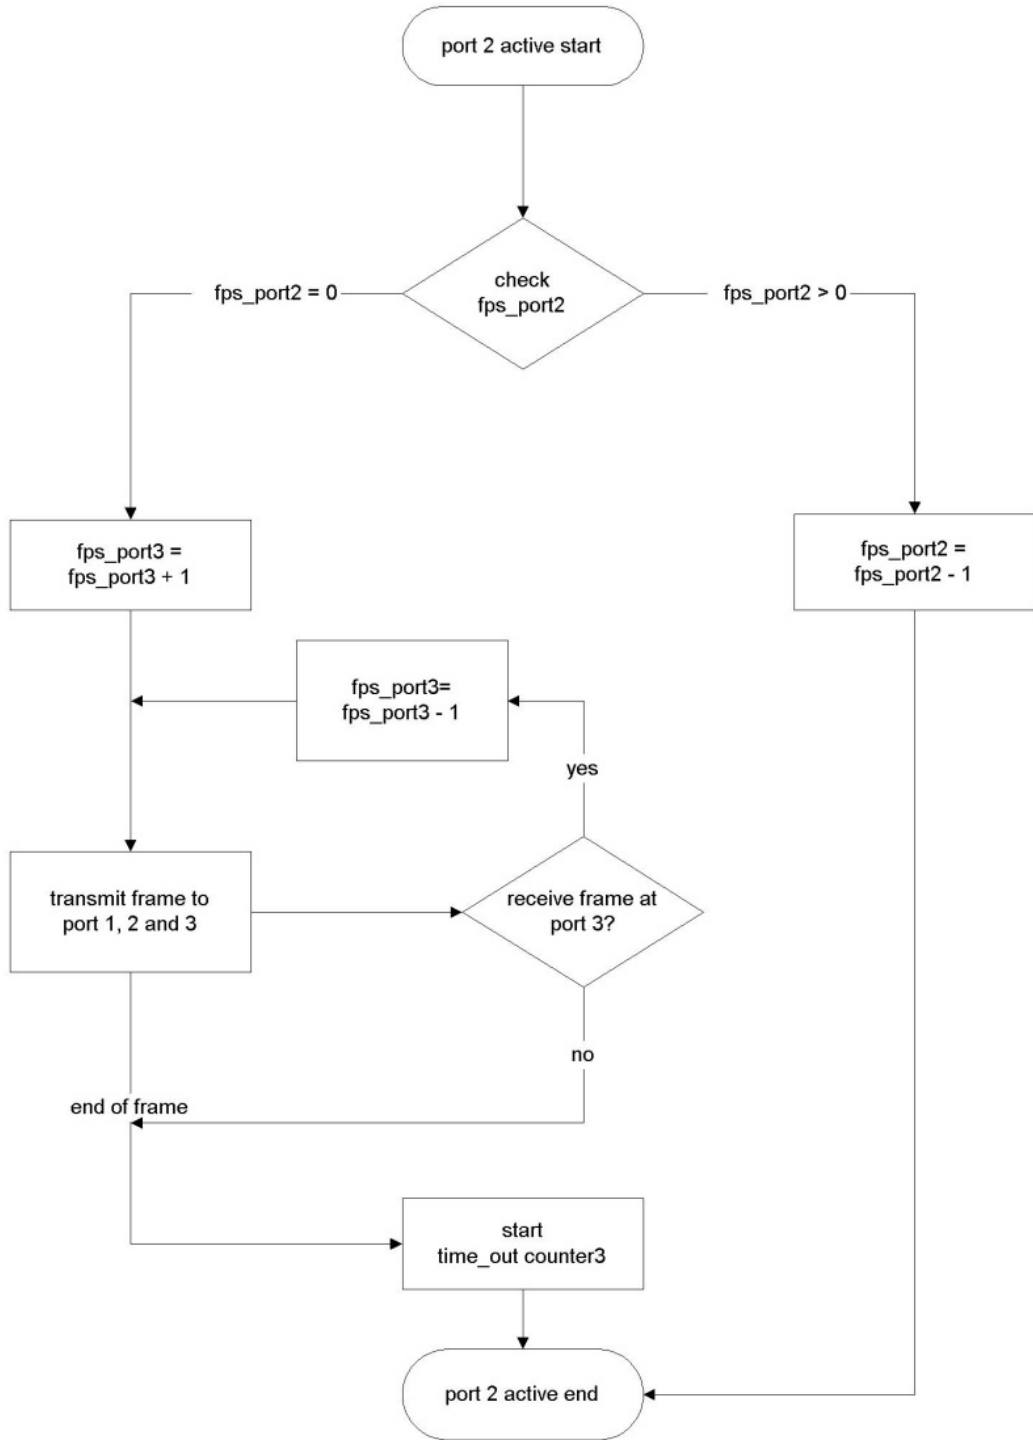 port 2 active start
check
fps_port2
fps_port2 = 0
fps_port2 > 0
fps_port3 =
fps_port3 + 1
fps_port2 =
fps_port2 - 1
fps_port3=
fps_port3 - 1
yes
transmit frame to
port 1, 2 and 3
receive frame at
port 3?
no
end of frame
start
time_out counter3
port 2 active end